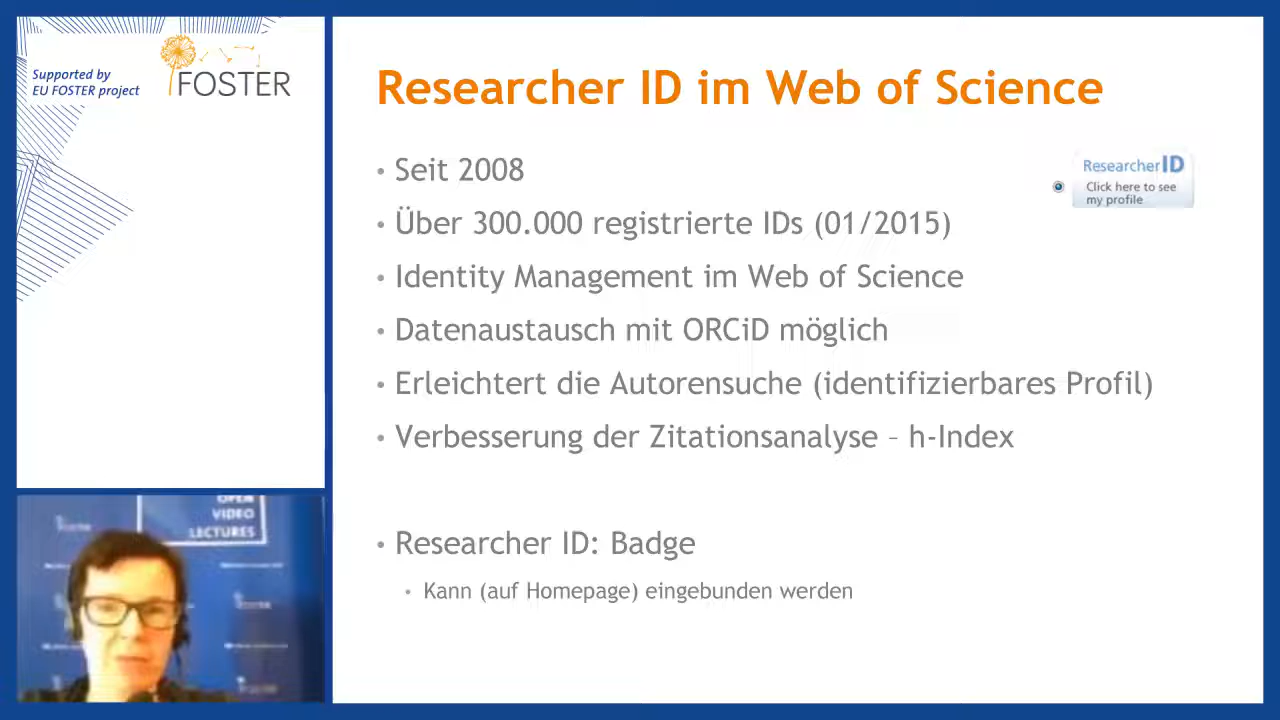 Supported by
EU FOSTER project
FOSTER
Researcher ID im Web of Science
• Seit 2008
• Über 300.000 registrierte IDs (01/2015)
• Identity Management im Web of Science
• Datenaustausch mit ORCiD möglich
• Erleichtert die Autorensuche (identifizierbares Profil)
• Verbesserung der Zitationsanalyse – h-Index
• Researcher ID: Badge
• Kann (auf Homepage) eingebunden werden
ResearcherID
Click here to see
my profile
OPEN
VIDEO
LECTURES